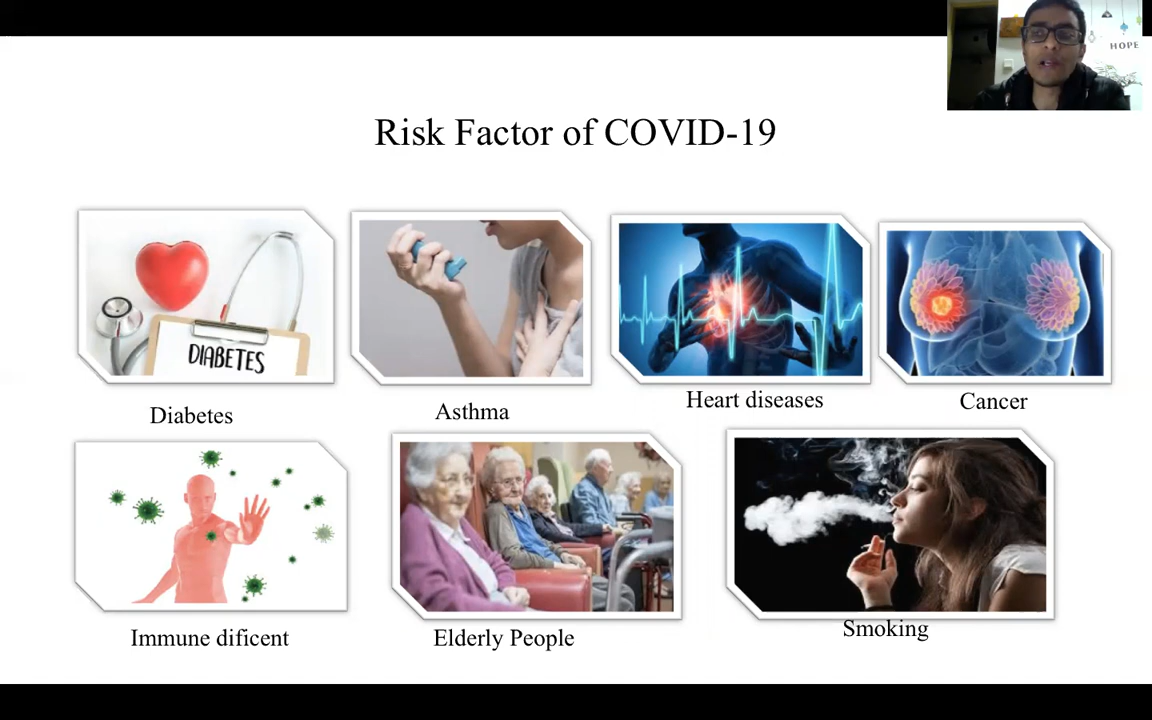 HOPE
Risk Factor of COVID-19
DIABETES
Diabetes
Asthma
Heart diseases
Cancer
Immune dificent
Elderly People
Smoking